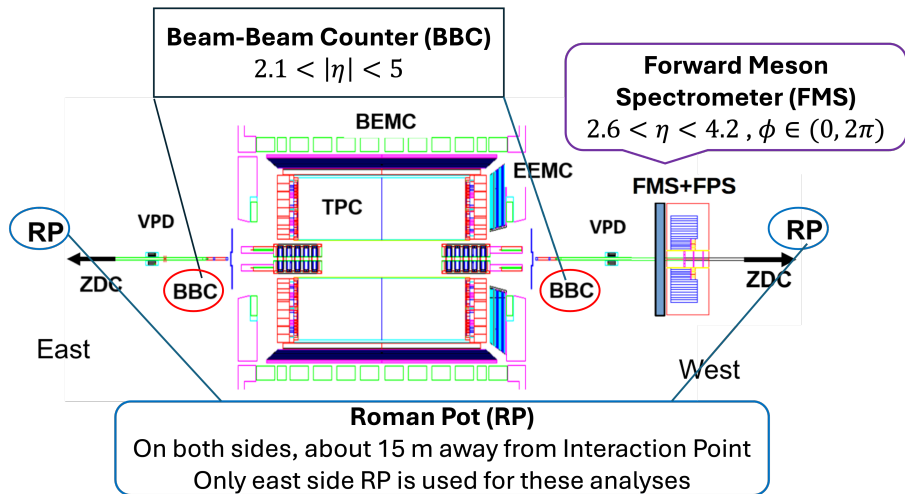 Beam-Beam Counter (BBC)
2.1 < |η| < 5
Forward Meson
Spectrometer (FMS)
2.6 < η < 4.2 , ϕ ∈ (0, 2π)
BEMC
EEMC
FMS+FPS
TPC
RP
VPD
VPD
RP
ZDC
BBC
BBC
ZDC
East
West
Roman Pot (RP)
On both sides, about 15 m away from Interaction Point
Only east side RP is used for these analyses